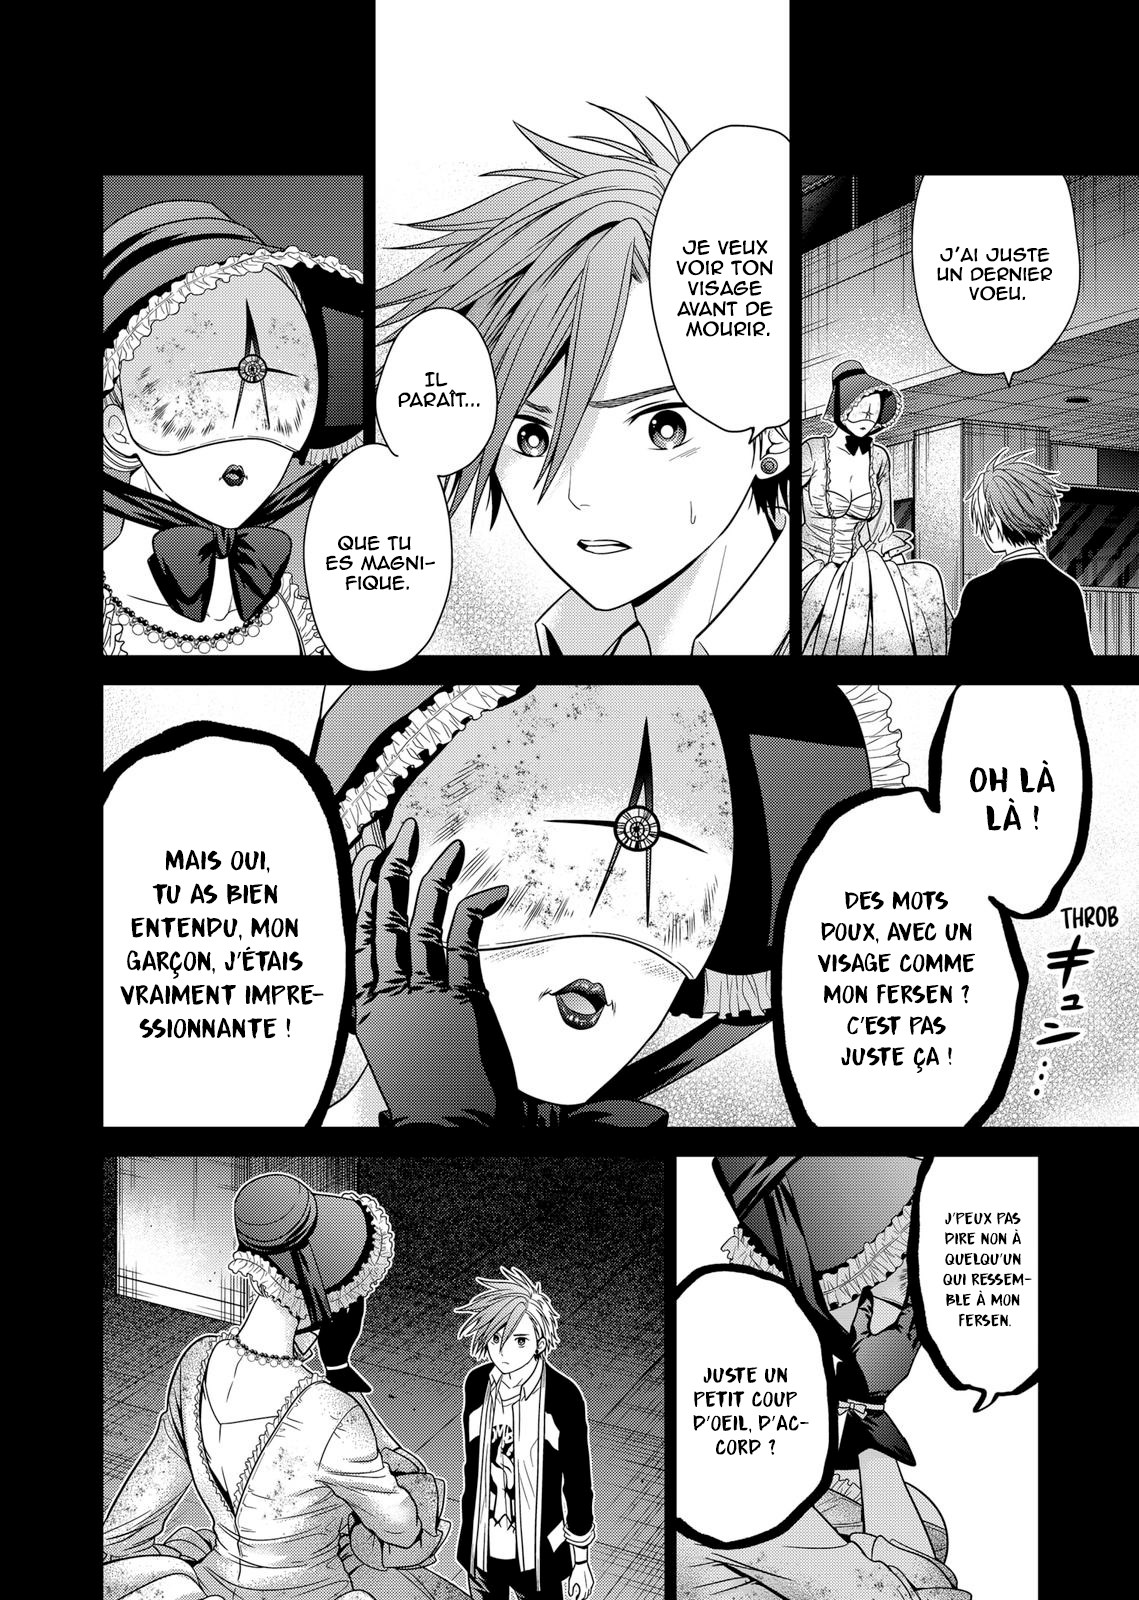 J'AI JUSTE
UN DERNIER
VOEU.
JE VEUX
VOIR TON
VISAGE
AVANT DE
MOURIR.
IL
PARAÎT...
QUE TU
ES MAGNI-
FIQUE.
OH LÀ
LÀ !
THROB
キュン...
DES MOTS
DOUX, AVEC UN
VISAGE COMME
MON FERSEN ?
C'EST PAS
JUSTE ÇA !
MAIS OUI,
TU AS BIEN
ENTENDU, MON
GARÇON, J'ÉTAIS
VRAIMENT IMPRE-
SSIONNANTE !
J'PEUX PAS
DIRE NON À
QUELQU'UN
QUI RESSEM-
BLE À MON
FERSEN.
JUSTE UN
PETIT COUP
D'OEIL, D'AC-
CORD ?